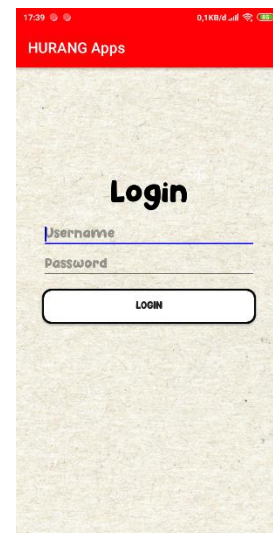 17:39 0,1KB/d
HURANG Apps
Login
Username
Password
LOGIN